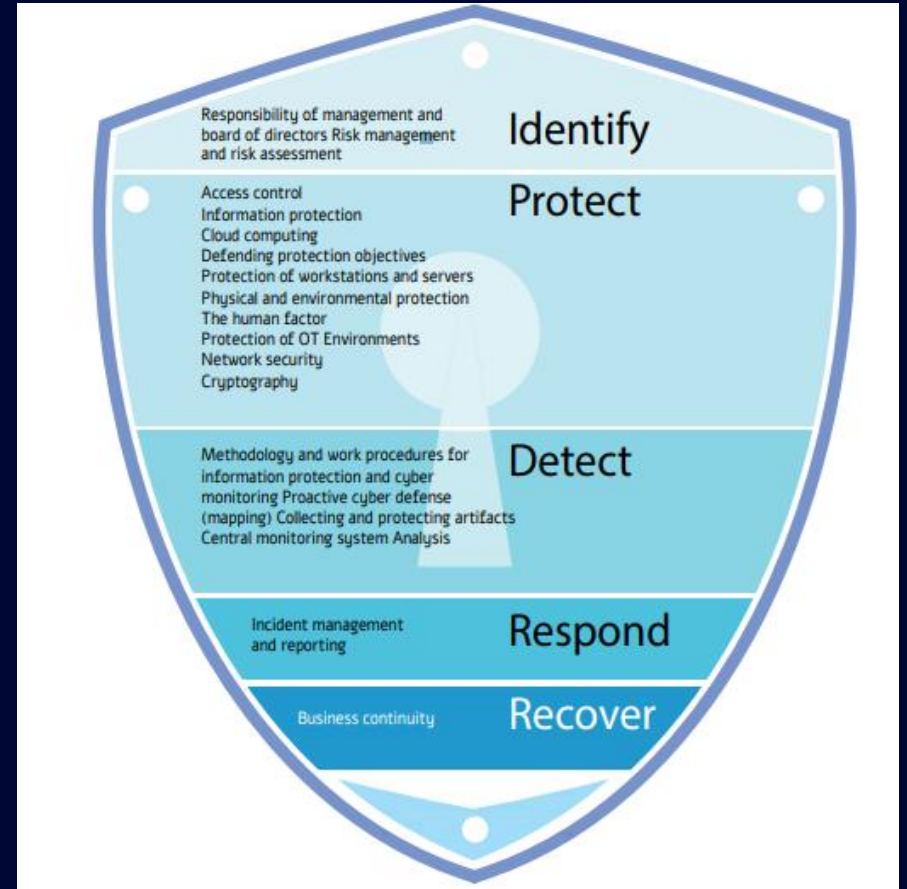 Responsibility of management and
board of directors Risk management
and risk assessment
Identify
Access control
Information protection
Cloud computing
Defending protection objectives
Protection of workstations and servers
Physical and environmental protection
The human factor
Protection of OT Environments
Network security
Cryptography
Protect
Methodology and work procedures for
information protection and cyber
monitoring Proactive cyber defense
(mapping) Collecting and protecting artifacts
Central monitoring system Analysis
Detect
Incident management
and reporting
Respond
Business continuity
Recover